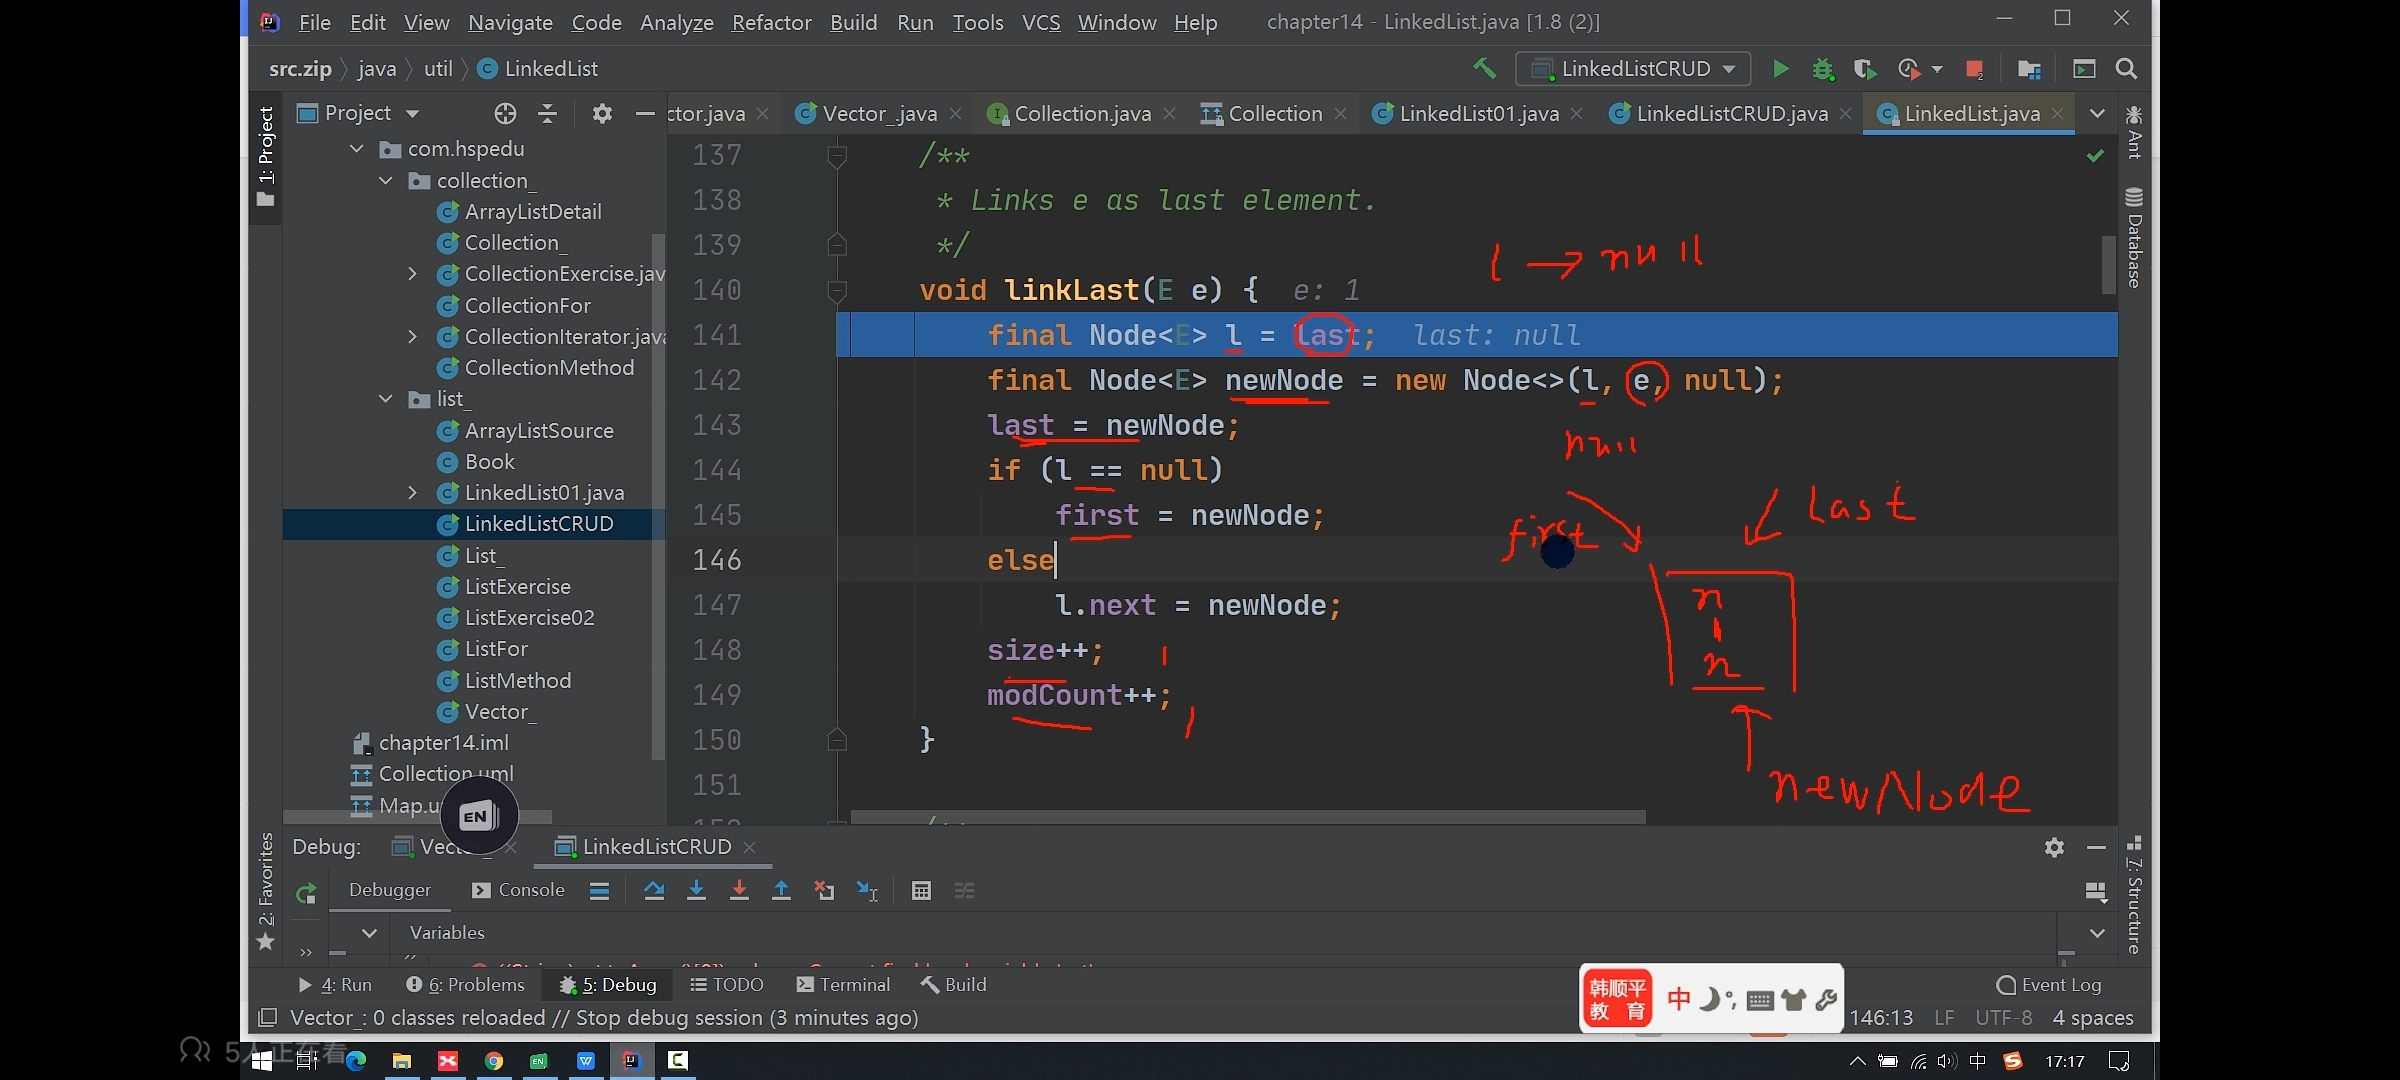 File Edit View Navigate Code Analyze Refactor Build Run Tools VCS Window Help chapter14 - LinkedList.java [1.8 (2)]
src.zip java util LinkedList LinkedListCRUD
Project ctor.java Vector_.java Collection.java Collection LinkedList01.java LinkedListCRUD.java LinkedList.java
1: Project
Ant
Database
com.hspedu
collection_
ArrayListDetail
Collection_
CollectionExercise.jav
CollectionFor
CollectionIterator.java
CollectionMethod
list_
ArrayListSource
Book
LinkedList01.java
LinkedListCRUD
List_
ListExercise
ListExercise02
ListFor
ListMethod
Vector_
chapter14.iml
Collection.uml
Map.u
EN
137 /**
138 * Links e as last element.
139 */
140 void linkLast(E e) { e: 1
141 final Node<E> l = last; last: null
142 final Node<E> newNode = new Node<>(l, e, null);
143 last = newNode;
144 if (l == null)
145 first = newNode;
146 else
147 l.next = newNode;
148 size++;
149 modCount++;
150 }
151
l → null
null
first
last
n
1
n
newNode
1
1
2: Favorites
7: Structure
Debug: LinkedListCRUD
Debugger Console
Variables
4: Run 6: Problems 5: Debug TODO Terminal Build Event Log
韩顺平
教 育
中
Vector_: 0 classes reloaded // Stop debug session (3 minutes ago) 146:13 LF UTF-8 4 spaces
5人正在看
中 17:17